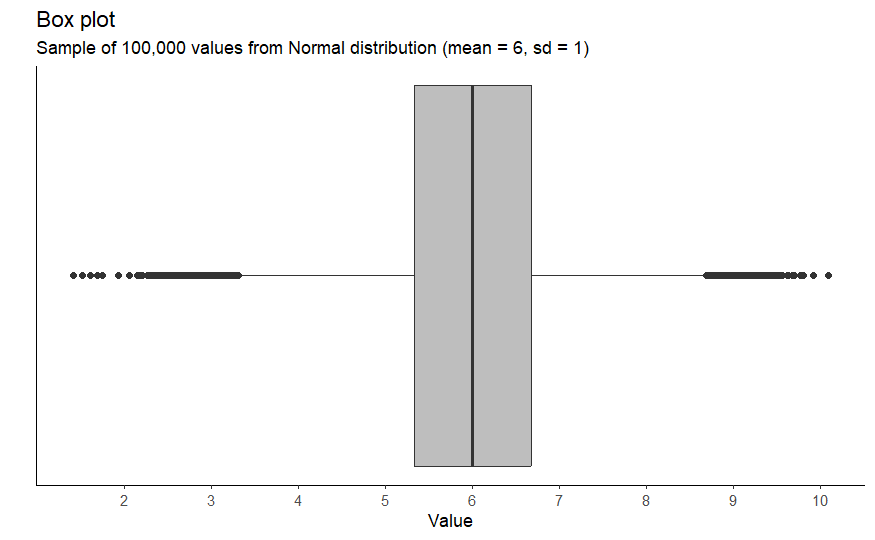 Box plot
Sample of 100,000 values from Normal distribution (mean = 6, sd = 1)
2 3 4 5 6 7 8 9 10
Value